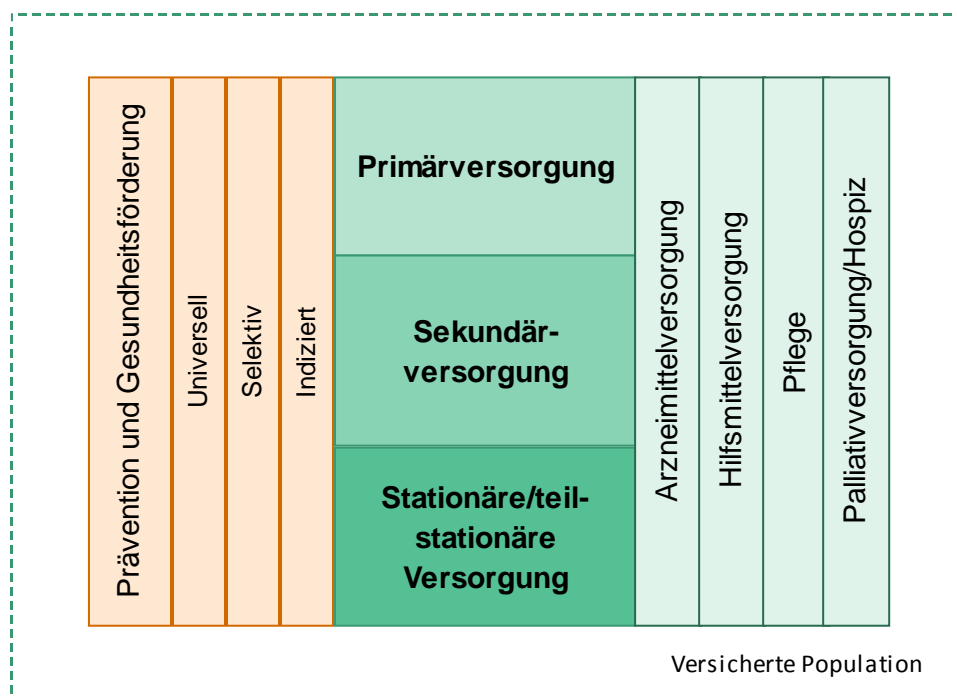 Prävention und Gesundheitsförderung
Universell
Selektiv
Indiziert
Primärversorgung
Sekundär-
versorgung
Stationäre/teil-
stationäre
Versorgung
Arzneimittelversorgung
Hilfsmittelversorgung
Pflege
Palliativversorgung/Hospiz
Versicherte Population